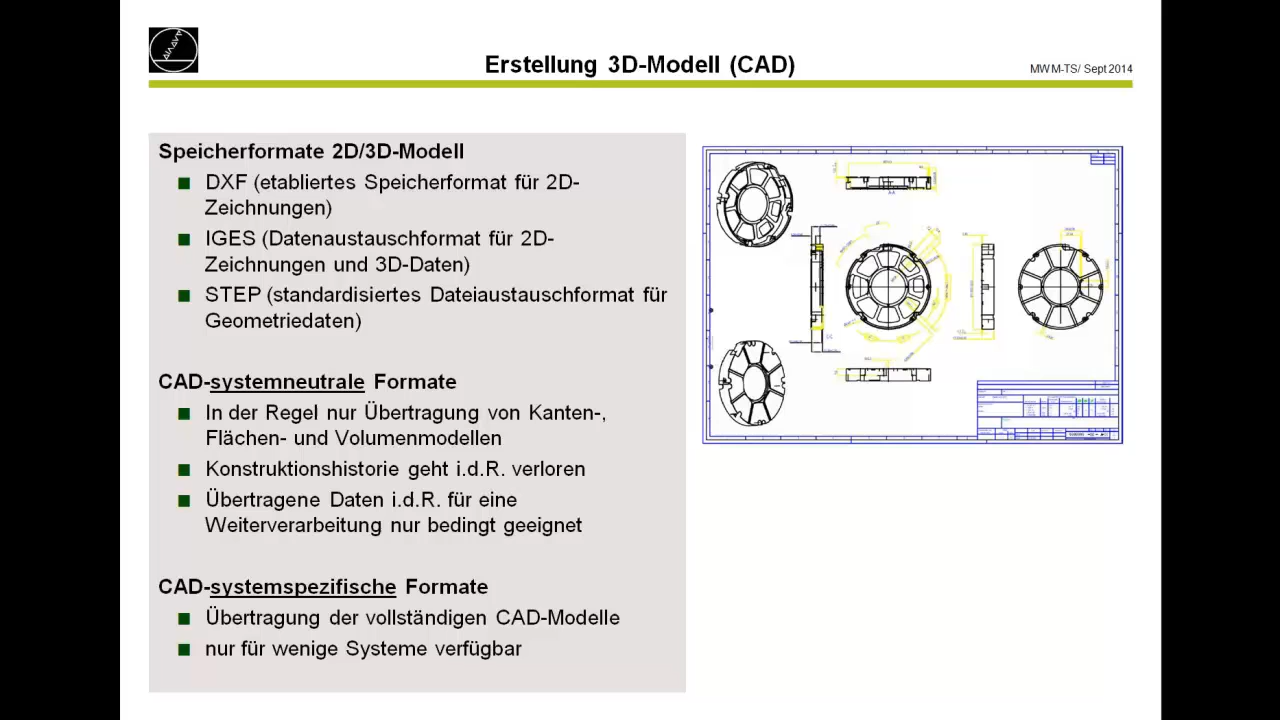 Erstellung 3D-Modell (CAD)
MWM-TS/ Sept 2014
Speicherformate 2D/3D-Modell
DXF (etabliertes Speicherformat für 2D-
Zeichnungen)
IGES (Datenaustauschformat für 2D-
Zeichnungen und 3D-Daten)
STEP (standardisiertes Dateiaustauschformat für
Geometriedaten)
CAD-systemneutrale Formate
In der Regel nur Übertragung von Kanten-,
Flächen- und Volumenmodellen
Konstruktionshistorie geht i.d.R. verloren
Übertragene Daten i.d.R. für eine
Weiterverarbeitung nur bedingt geeignet
CAD-systemspezifische Formate
Übertragung der vollständigen CAD-Modelle
nur für wenige Systeme verfügbar